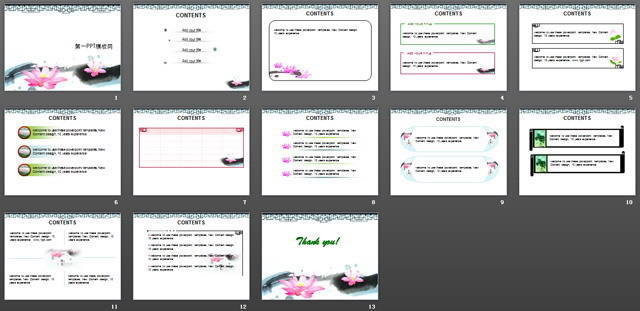 第一PPT模板网
1
CONTENTS
Add your title
Add your title
Add your title
Add your title
2
CONTENTS
welcome to use these powerpoint templates, New Content design, 10 years experience
3
CONTENTS
ADD YOUR TITLE
welcome to use these powerpoint templates, New Content design, 10 years experience
ADD YOUR TITLE
welcome to use these powerpoint templates, New Content design, 10 years experience
4
CONTENTS
welcome to use these powerpoint templates, New Content design, 10 years experience
welcome to use these powerpoint templates, New Content design, 10 years experience
5
CONTENTS
welcome to use these powerpoint templates, New
Content design, 10 years experience
welcome to use these powerpoint templates, New
Content design, 10 years experience
welcome to use these powerpoint templates, New
Content design, 10 years experience
6
CONTENTS
7
CONTENTS
welcome to use these powerpoint templates, New
Content design, 10 years experience
welcome to use these powerpoint templates, New
Content design, 10 years experience
welcome to use these powerpoint templates, New
Content design, 10 years experience
welcome to use these powerpoint templates, New
Content design, 10 years experience
8
CONTENTS
welcome to use these powerpoint templates, New
Content design, 10 years experience
welcome to use these powerpoint templates, New
Content design, 10 years experience
9
CONTENTS
welcome to use these powerpoint templates, New
Content design, 10 years experience
welcome to use these powerpoint templates, New
Content design, 10 years experience
10
CONTENTS
welcome to use these powerpoint templates, New Content design, 10 years experience
welcome to use these powerpoint templates, New Content design, 10 years experience
welcome to use these powerpoint templates, New Content design, 10 years experience
welcome to use these powerpoint templates, New Content design, 10 years experience
11
CONTENTS
welcome to use these powerpoint templates, New Content design, 10 years experience
welcome to use these powerpoint templates, New Content design, 10 years experience
welcome to use these powerpoint templates, New Content design, 10 years experience
welcome to use these powerpoint templates, New Content design, 10 years experience
12
Thank you!
13